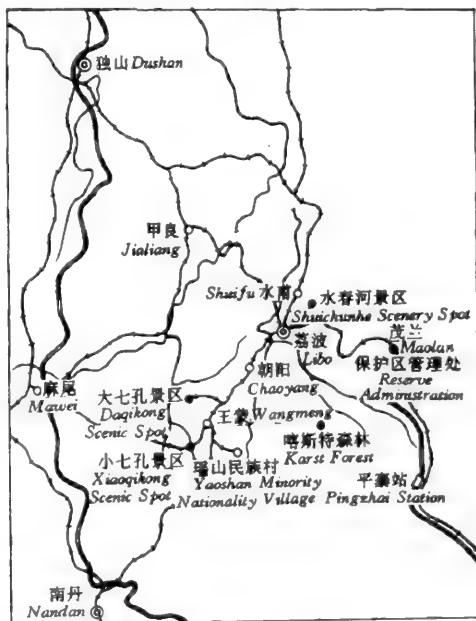 独山 Dushan
甲良
Jialiang
Shuifu 水甫
水春河景区
Shuichunhe Scenery Spot
茂兰
Maolan
荔波
Libo
保护区管理处
Reserve
Administration
朝阳
Chaoyang
麻尾
Mawei
大七孔景区
Daqikong
Scenic Spot
王蒙 Wangmeng
喀斯特森林
Karst Forest
小七孔景区
Xiaoqikong
Scenic Spot
瑶山民族村
Yaoshan Minority
Nationality Village
平寨站
Pingzhai Station
南丹
Nandan